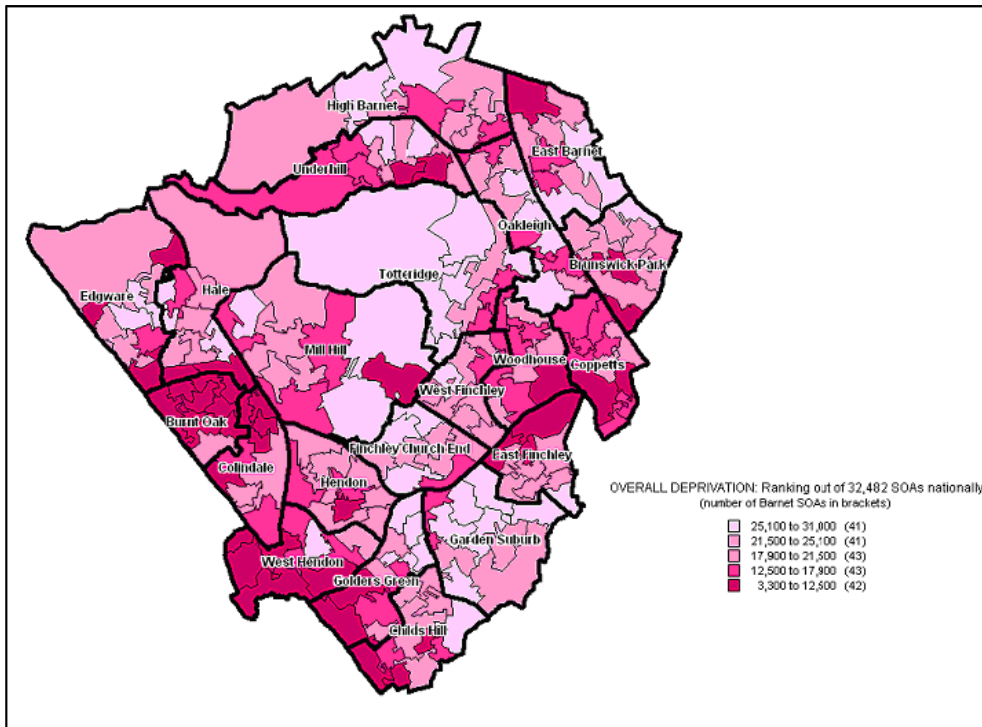 High Barnet
East Barnet
Underhill
Oakleigh
Brunswick Park
Totteridge
Edgware
Hale
Mill Hill
Woodhouse
Coppetts
West Finchley
Burnt Oak
Finchley Church End
East Finchley
Colindale
Hendon
OVERALL DEPRIVATION: Ranking out of 32,482 SOAs nationally
(number of Barnet SOAs in brackets)
25,100 to 31,000 (41)
21,500 to 25,100 (41)
17,900 to 21,500 (43)
12,500 to 17,900 (43)
3,300 to 12,500 (42)
Garden Suburb
West Hendon
Golders Green
Childs Hill